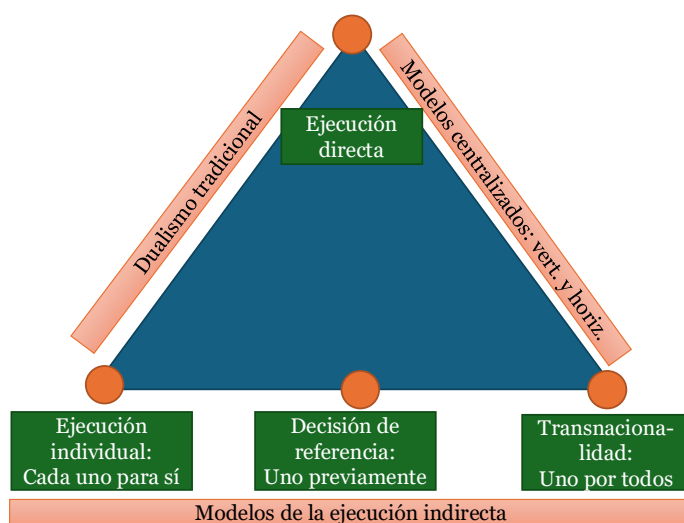 Ejecución
directa
Dualismo tradicional
Modelos centralizados: vert. y horiz.
Ejecución
individual:
Cada uno para sí
Decisión de
referencia:
Uno previamente
Transnaciona-
lidad:
Uno por todos
Modelos de la ejecución indirecta